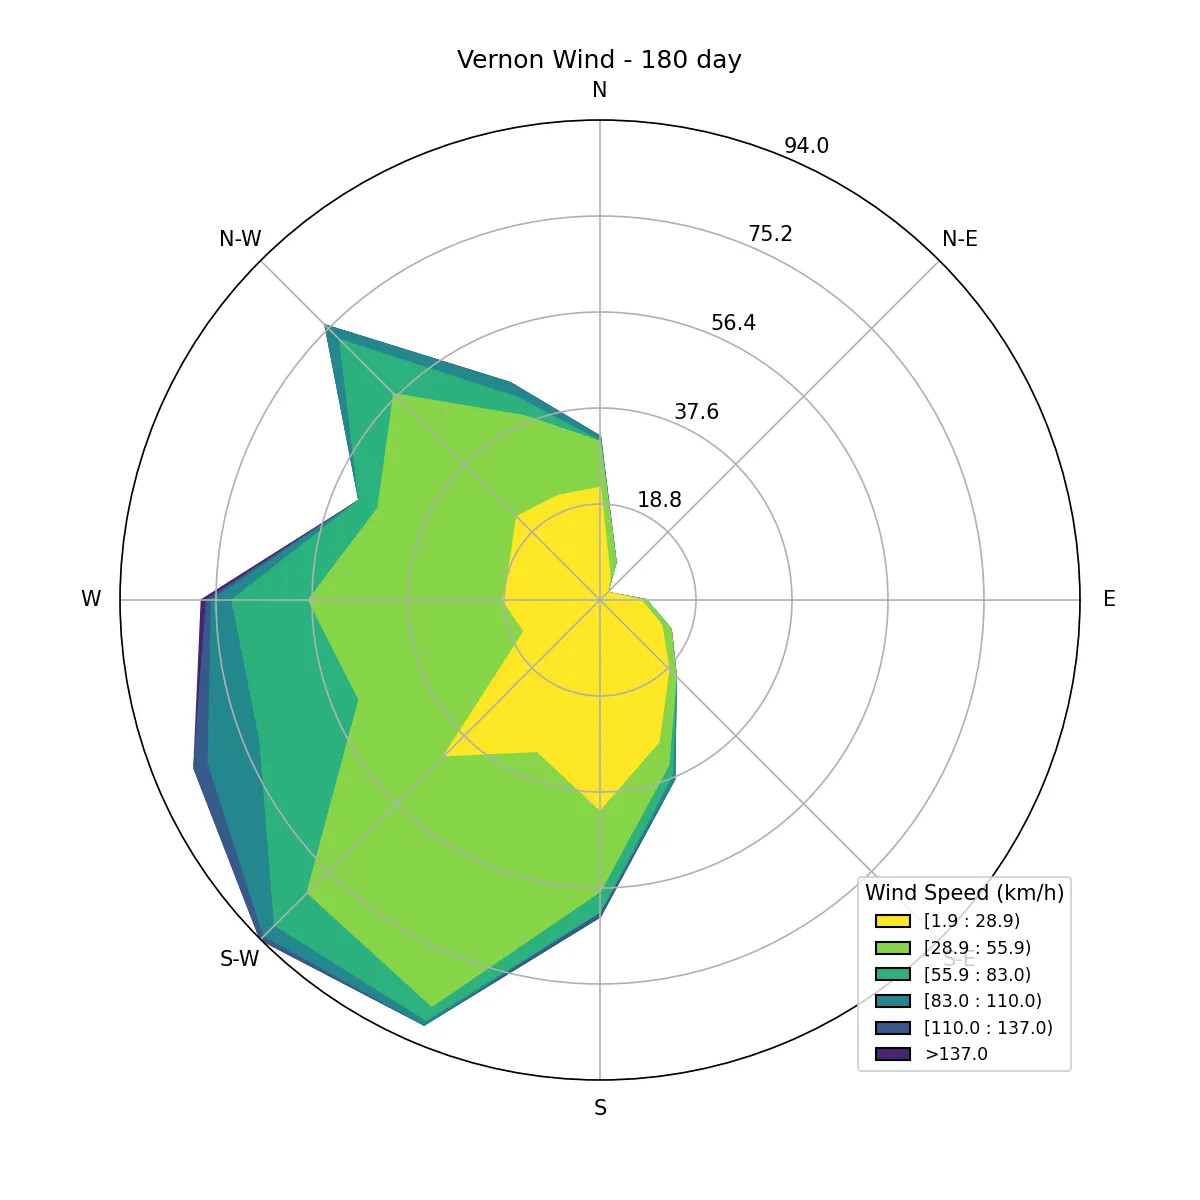 Vernon Wind - 180 day
N
94.0
75.2
N-W
N-E
56.4
37.6
18.8
W
E
Wind Speed (km/h)
[1.9 : 28.9)
[28.9 : 55.9)
S-W
S-E
[55.9 : 83.0)
[83.0 : 110.0)
[110.0 : 137.0)
>137.0
S